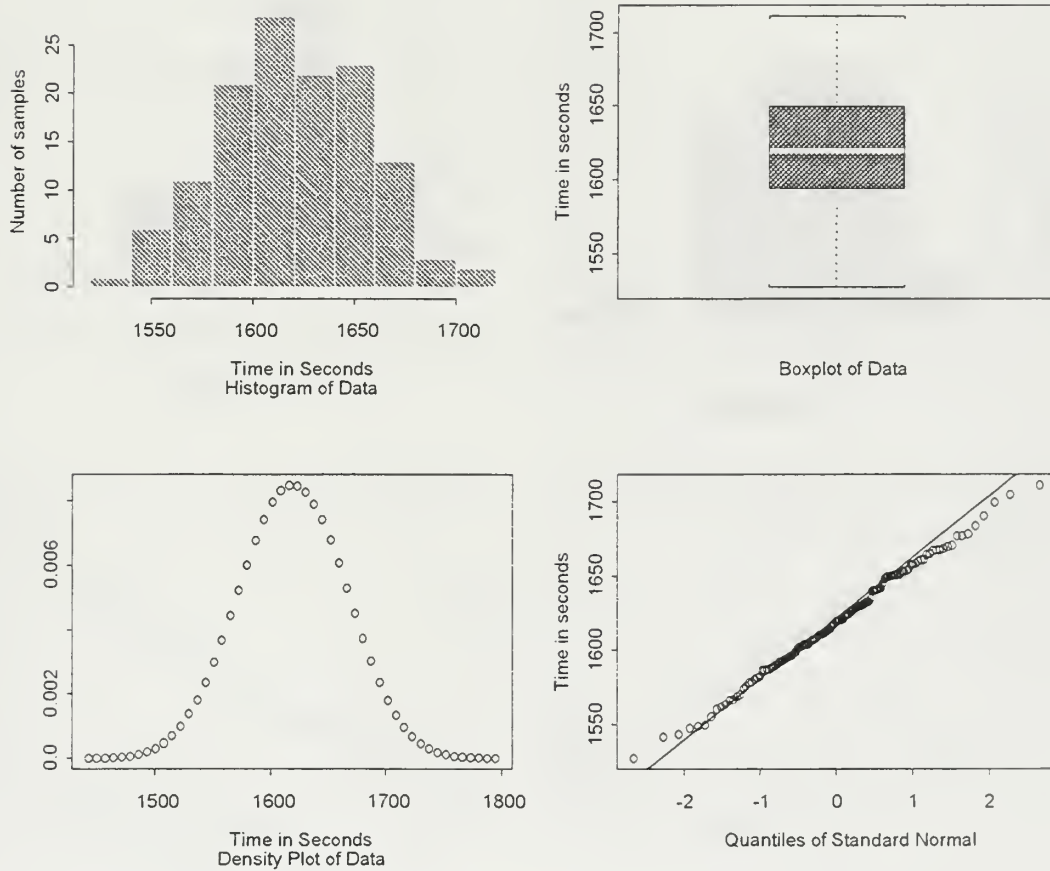 Number of samples
25
20
15
10
5
0
1550 1600 1650 1700
Time in Seconds
Histogram of Data
Time in seconds
1700
1650
1600
1550
Boxplot of Data
0.006
0.002
0.0
1500 1600 1700 1800
Time in Seconds
Density Plot of Data
Time in seconds
1700
1650
1600
1550
-2 -1 0 1 2
Quantiles of Standard Normal